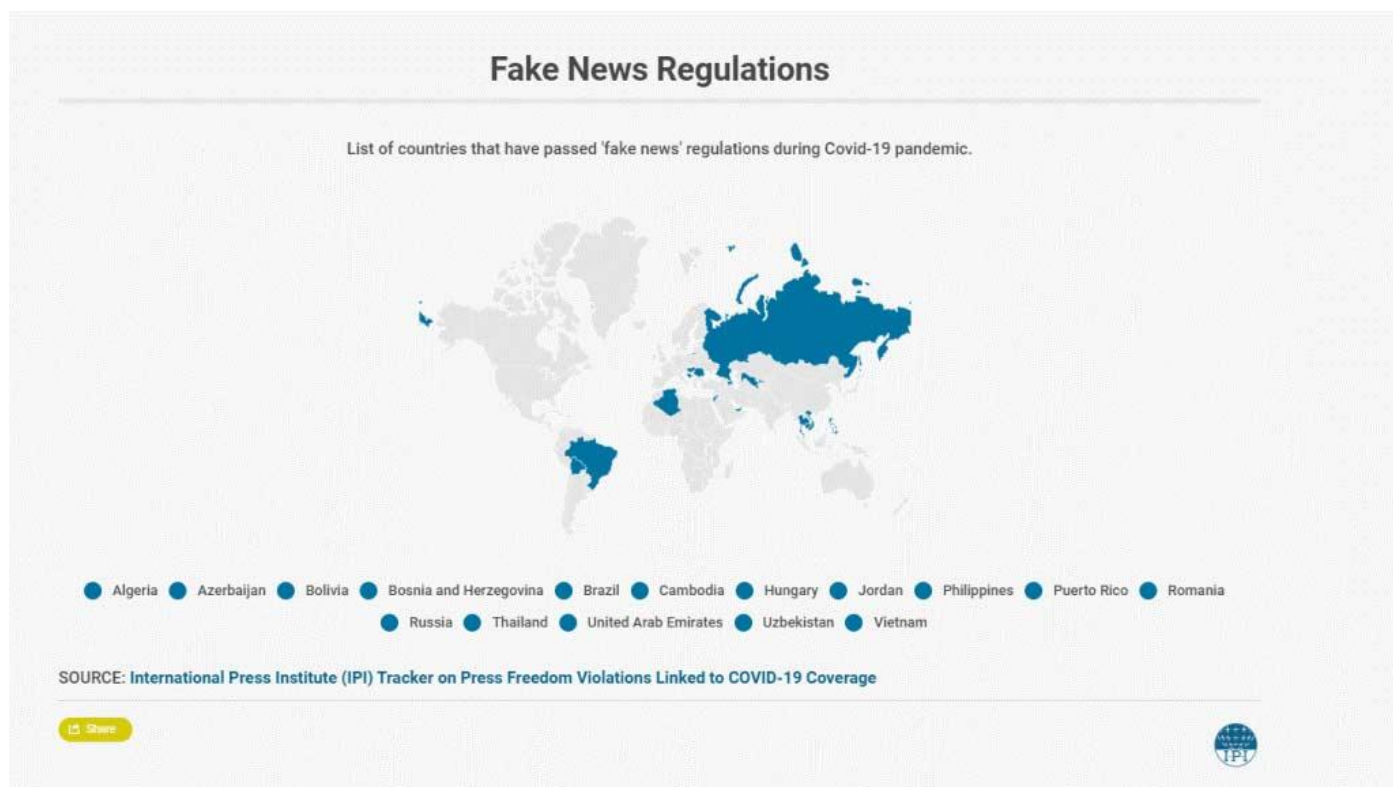 Fake News Regulations
List of countries that have passed 'fake news' regulations during Covid-19 pandemic.
Algeria Azerbaijan Bolivia Bosnia and Herzegovina Brazil Cambodia Hungary Jordan Philippines Puerto Rico Romania
Russia Thailand United Arab Emirates Uzbekistan Vietnam
SOURCE: International Press Institute (IPI) Tracker on Press Freedom Violations Linked to COVID-19 Coverage
Share
IPI